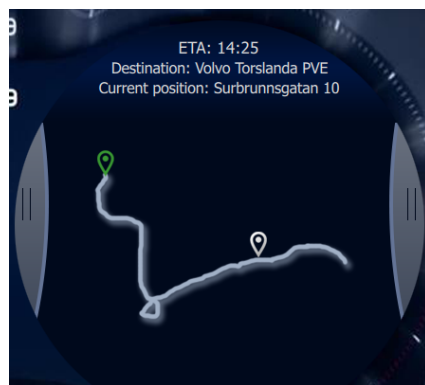 ETA: 14:25
Destination: Volvo Torslanda PVE
Current position: Surbrunnsgatan 10